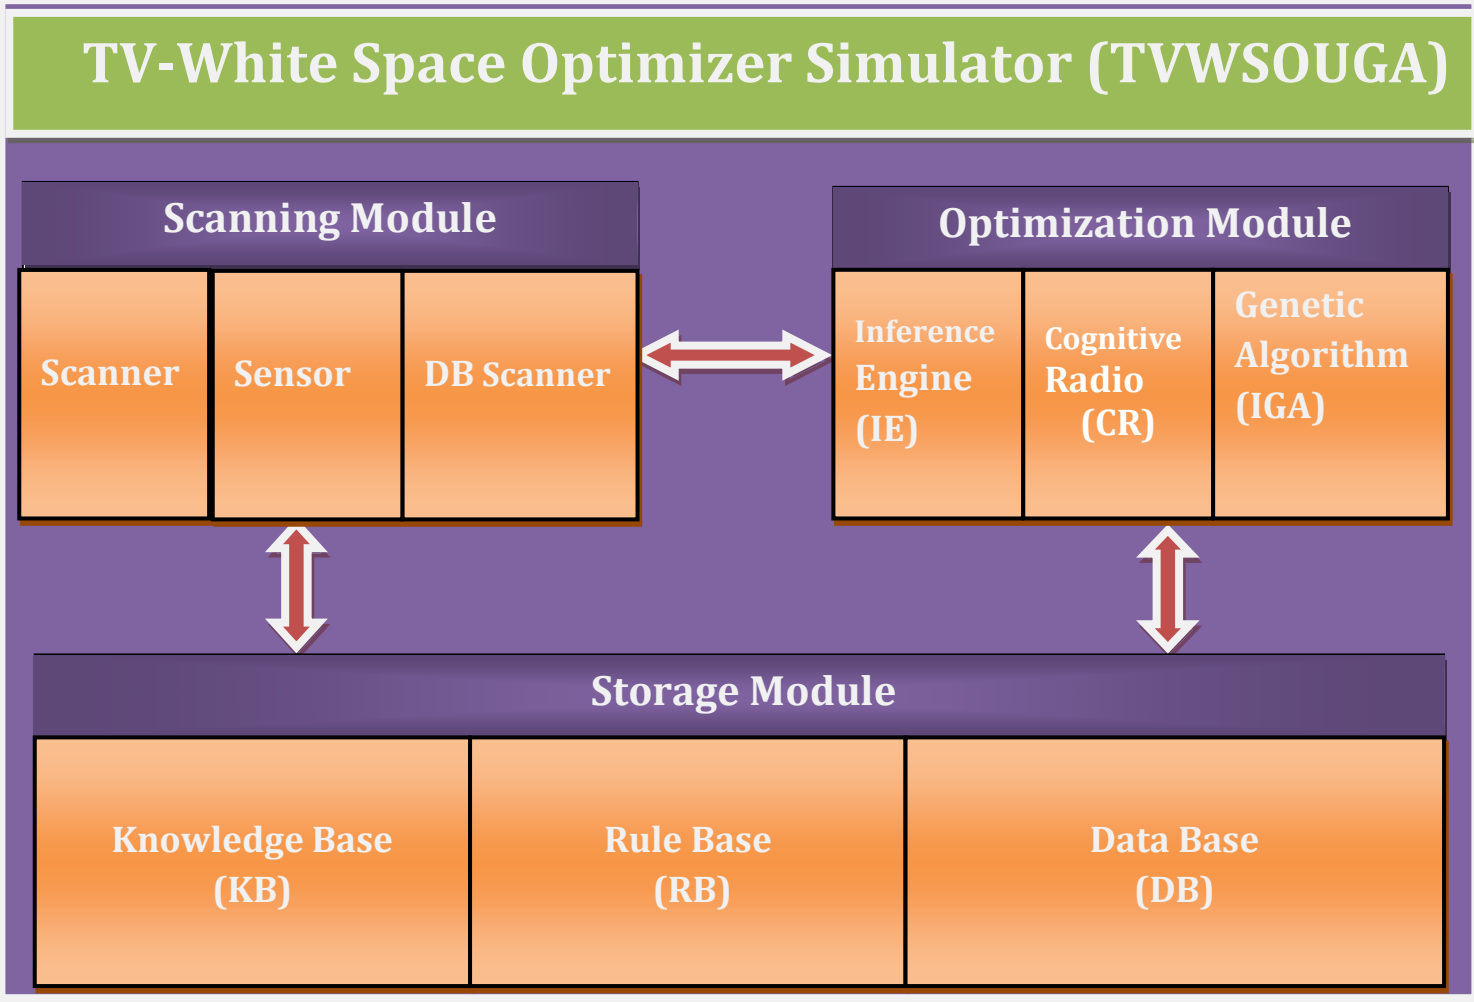 TV-White Space Optimizer Simulator (TVWSOUGA)
Scanning Module
Scanner
Sensor
DB Scanner
Optimization Module
Inference
Engine
(IE)
Cognitive
Radio
(CR)
Genetic
Algorithm
(IGA)
Storage Module
Knowledge Base
(KB)
Rule Base
(RB)
Data Base
(DB)